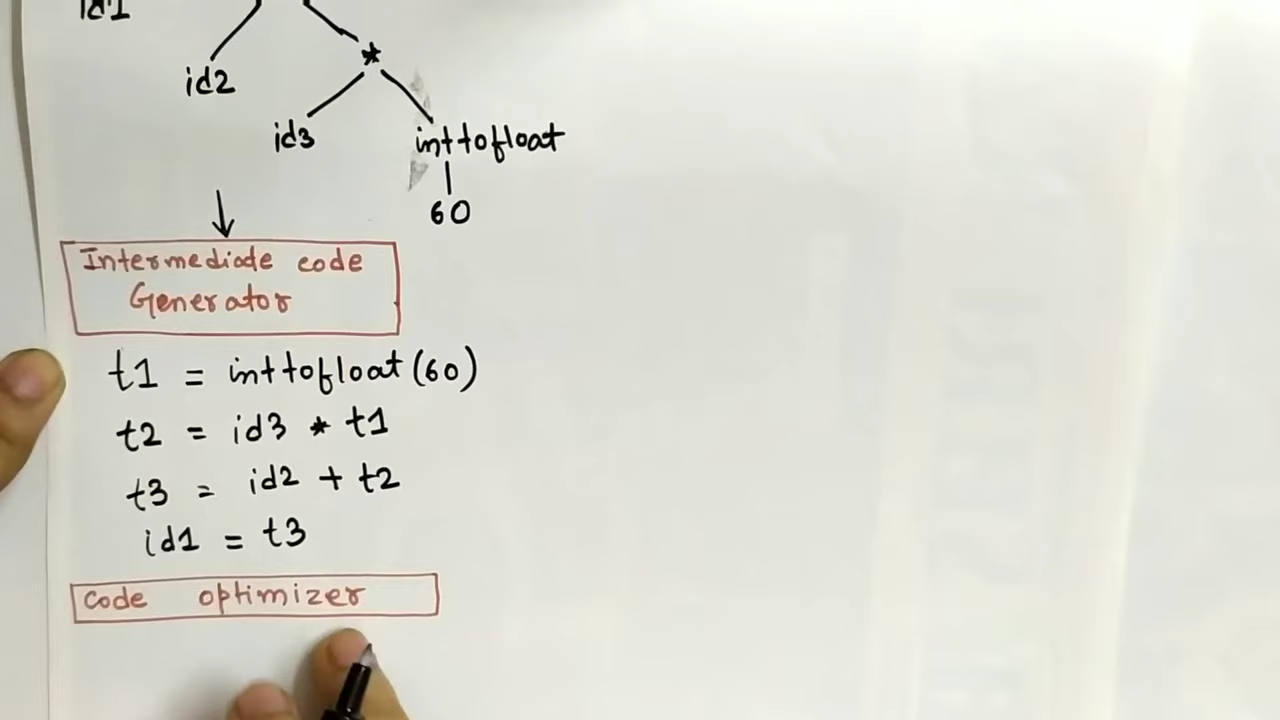 id1
id2
*
id3
inttofloat
60
Intermediate code
Generator
t1 = inttofloat(60)
t2 = id3 * t1
t3 = id2 + t2
id1 = t3
Code optimizer